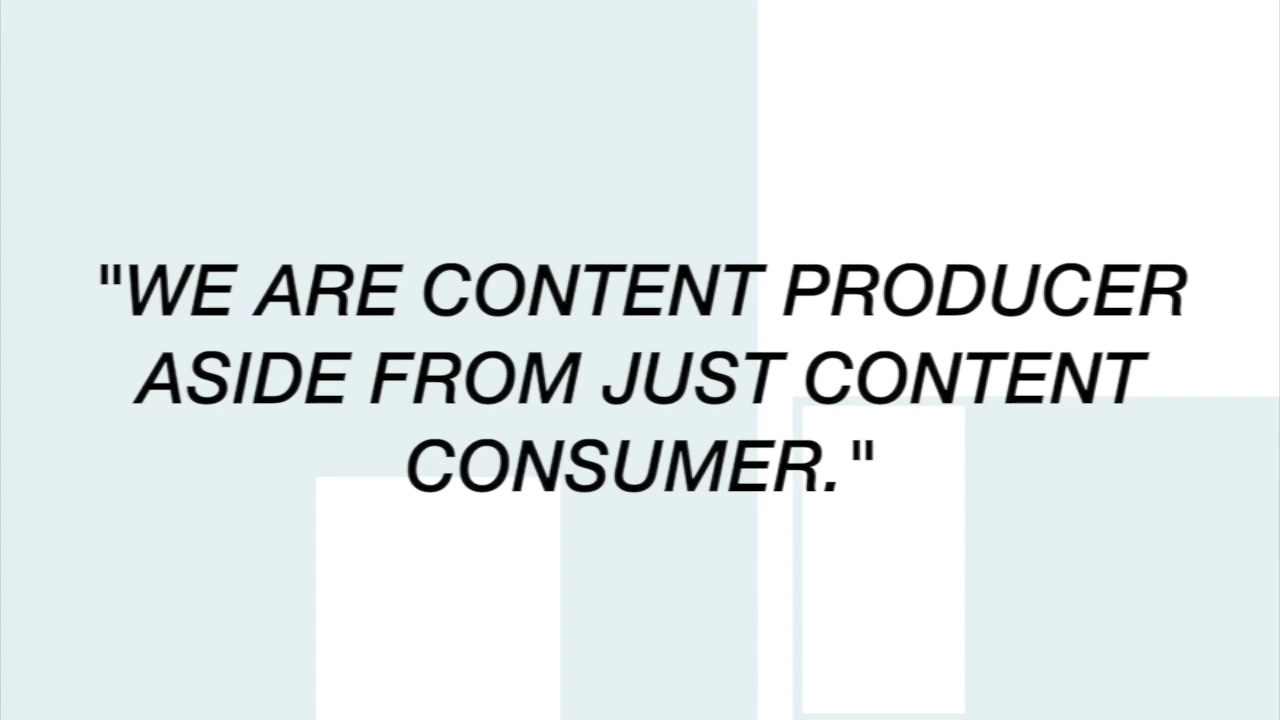 "WE ARE CONTENT PRODUCER
ASIDE FROM JUST CONTENT
CONSUMER."